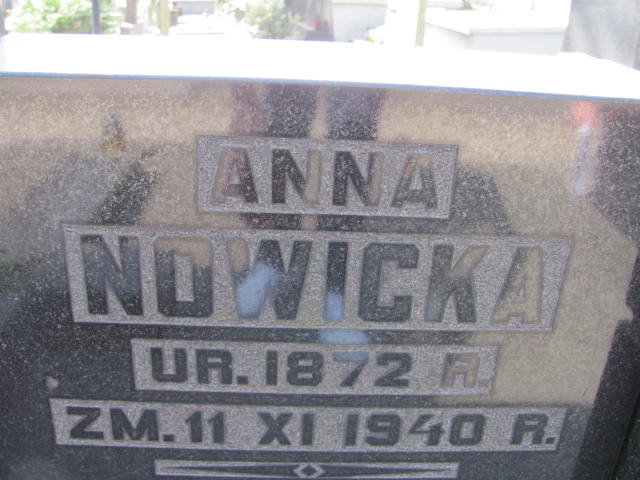 ANNA
NOWICKA
UR. 1872 R.
ZM. 11 XI 1940 R.